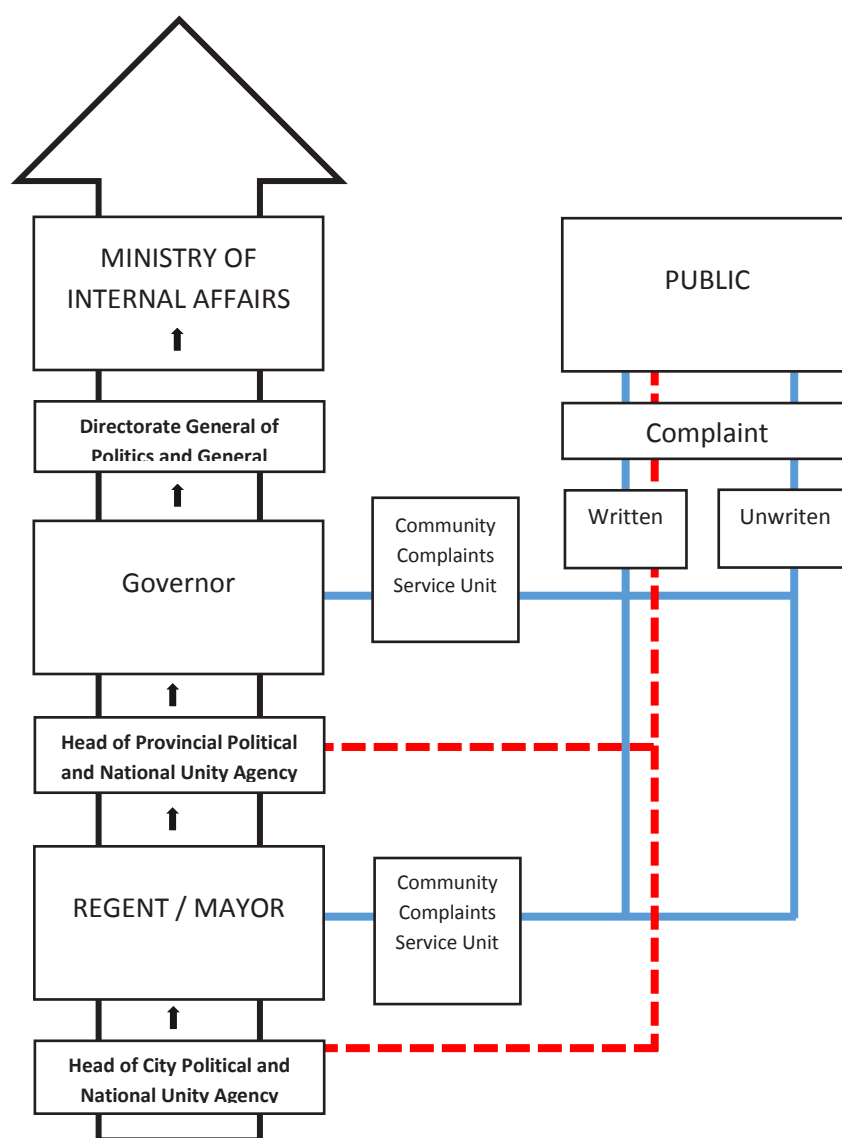 MINISTRY OF
INTERNAL AFFAIRS
Directorate General of
Politics and General
Governor
Head of Provincial Political
and National Unity Agency
REGENT / MAYOR
Head of City Political and
National Unity Agency
Community
Complaints
Service Unit
Community
Complaints
Service Unit
PUBLIC
Complaint
Written
Unwriten